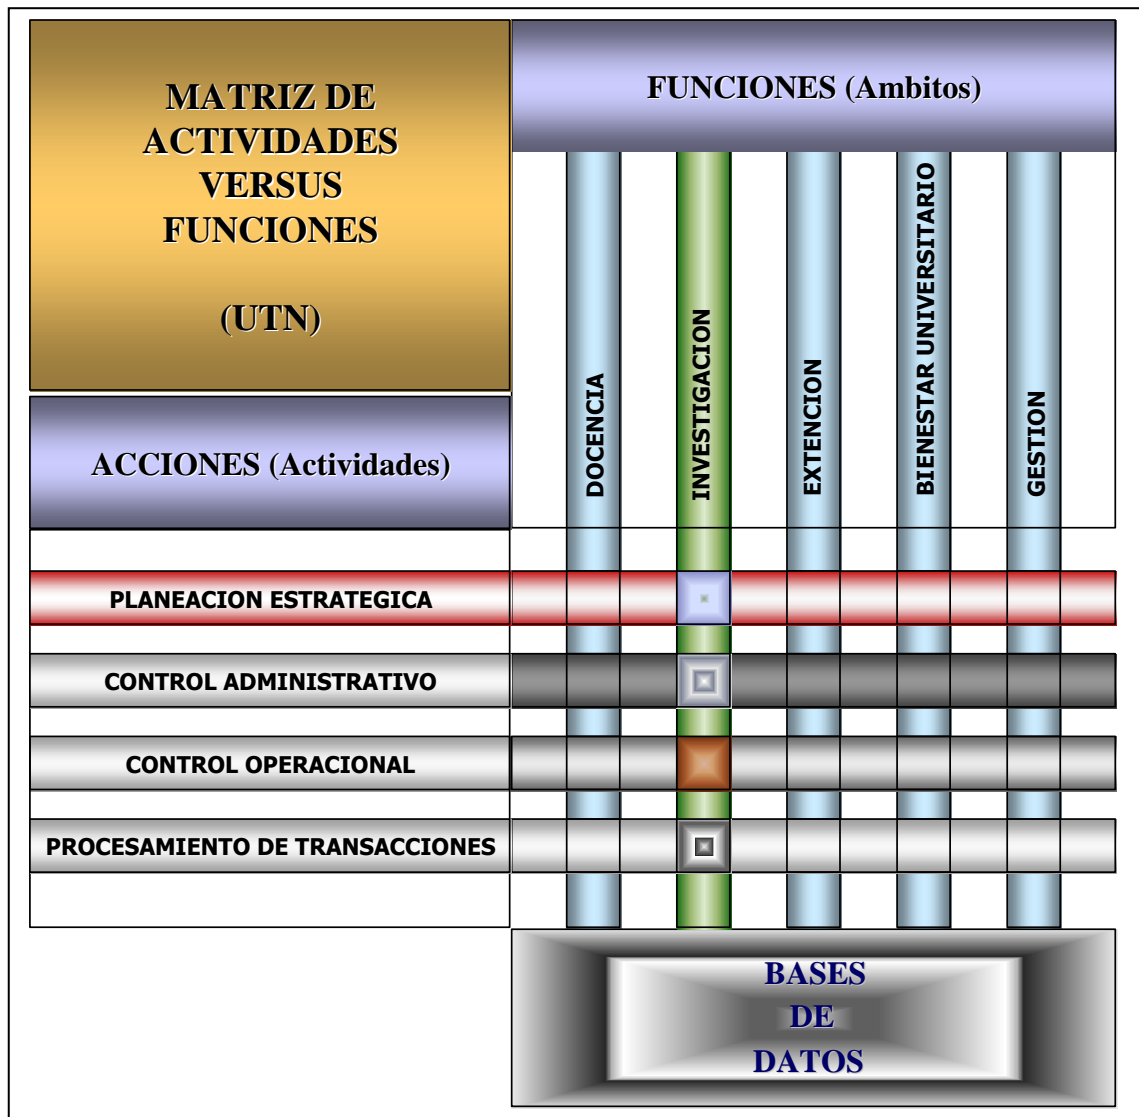 MATRIZ DE
ACTIVIDADES
VERSUS
FUNCIONES
(UTN)
FUNCIONES (Ambitos)
DOCENCIA
INVESTIGACION
EXTENCION
BIENESTAR UNIVERSITARIO
GESTION
ACCIONES (Actividades)
PLANEACION ESTRATEGICA
CONTROL ADMINISTRATIVO
CONTROL OPERACIONAL
PROCESAMIENTO DE TRANSACCIONES
BASES
DE
DATOS